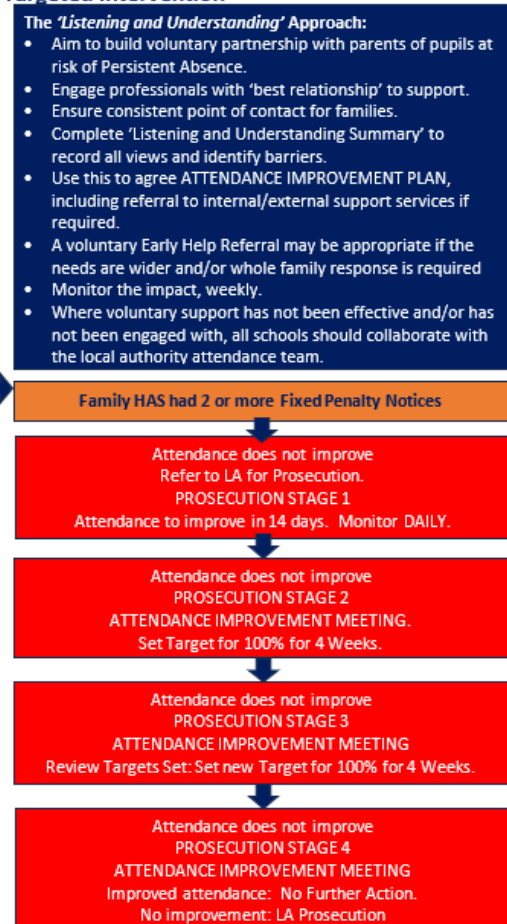 Targeted Intervention
The 'Listening and Understanding' Approach:
• Aim to build voluntary partnership with parents of pupils at
risk of Persistent Absence.
• Engage professionals with 'best relationship' to support.
• Ensure consistent point of contact for families.
• Complete 'Listening and Understanding Summary' to
record all views and identify barriers.
• Use this to agree ATTENDANCE IMPROVEMENT PLAN,
including referral to internal/external support services if
required.
• A voluntary Early Help Referral may be appropriate if the
needs are wider and/or whole family response is required
• Monitor the impact, weekly.
• Where voluntary support has not been effective and/or has
not been engaged with, all schools should collaborate with
the local authority attendance team.
Family HAS had 2 or more Fixed Penalty Notices
Attendance does not improve
Refer to LA for Prosecution.
PROSECUTION STAGE 1
Attendance to improve in 14 days. Monitor DAILY.
Attendance does not improve
PROSECUTION STAGE 2
ATTENDANCE IMPROVEMENT MEETING.
Set Target for 100% for 4 Weeks.
Attendance does not improve
PROSECUTION STAGE 3
ATTENDANCE IMPROVEMENT MEETING
Review Targets Set: Set new Target for 100% for 4 Weeks.
Attendance does not improve
PROSECUTION STAGE 4
ATTENDANCE IMPROVEMENT MEETING
Improved attendance: No Further Action.
No improvement: LA Prosecution